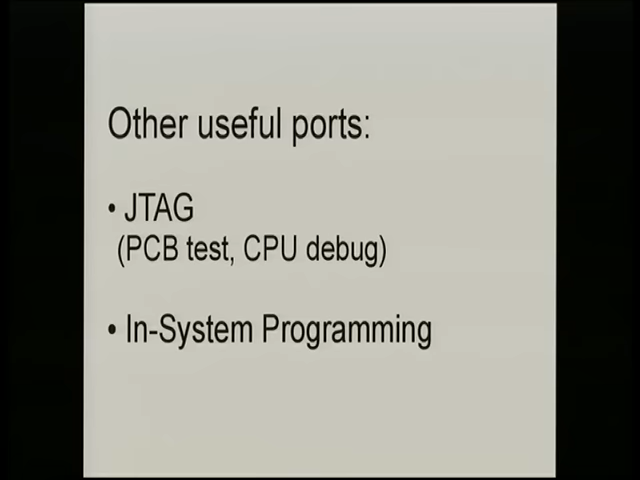 Other useful ports:
• JTAG
(PCB test, CPU debug)
• In-System Programming